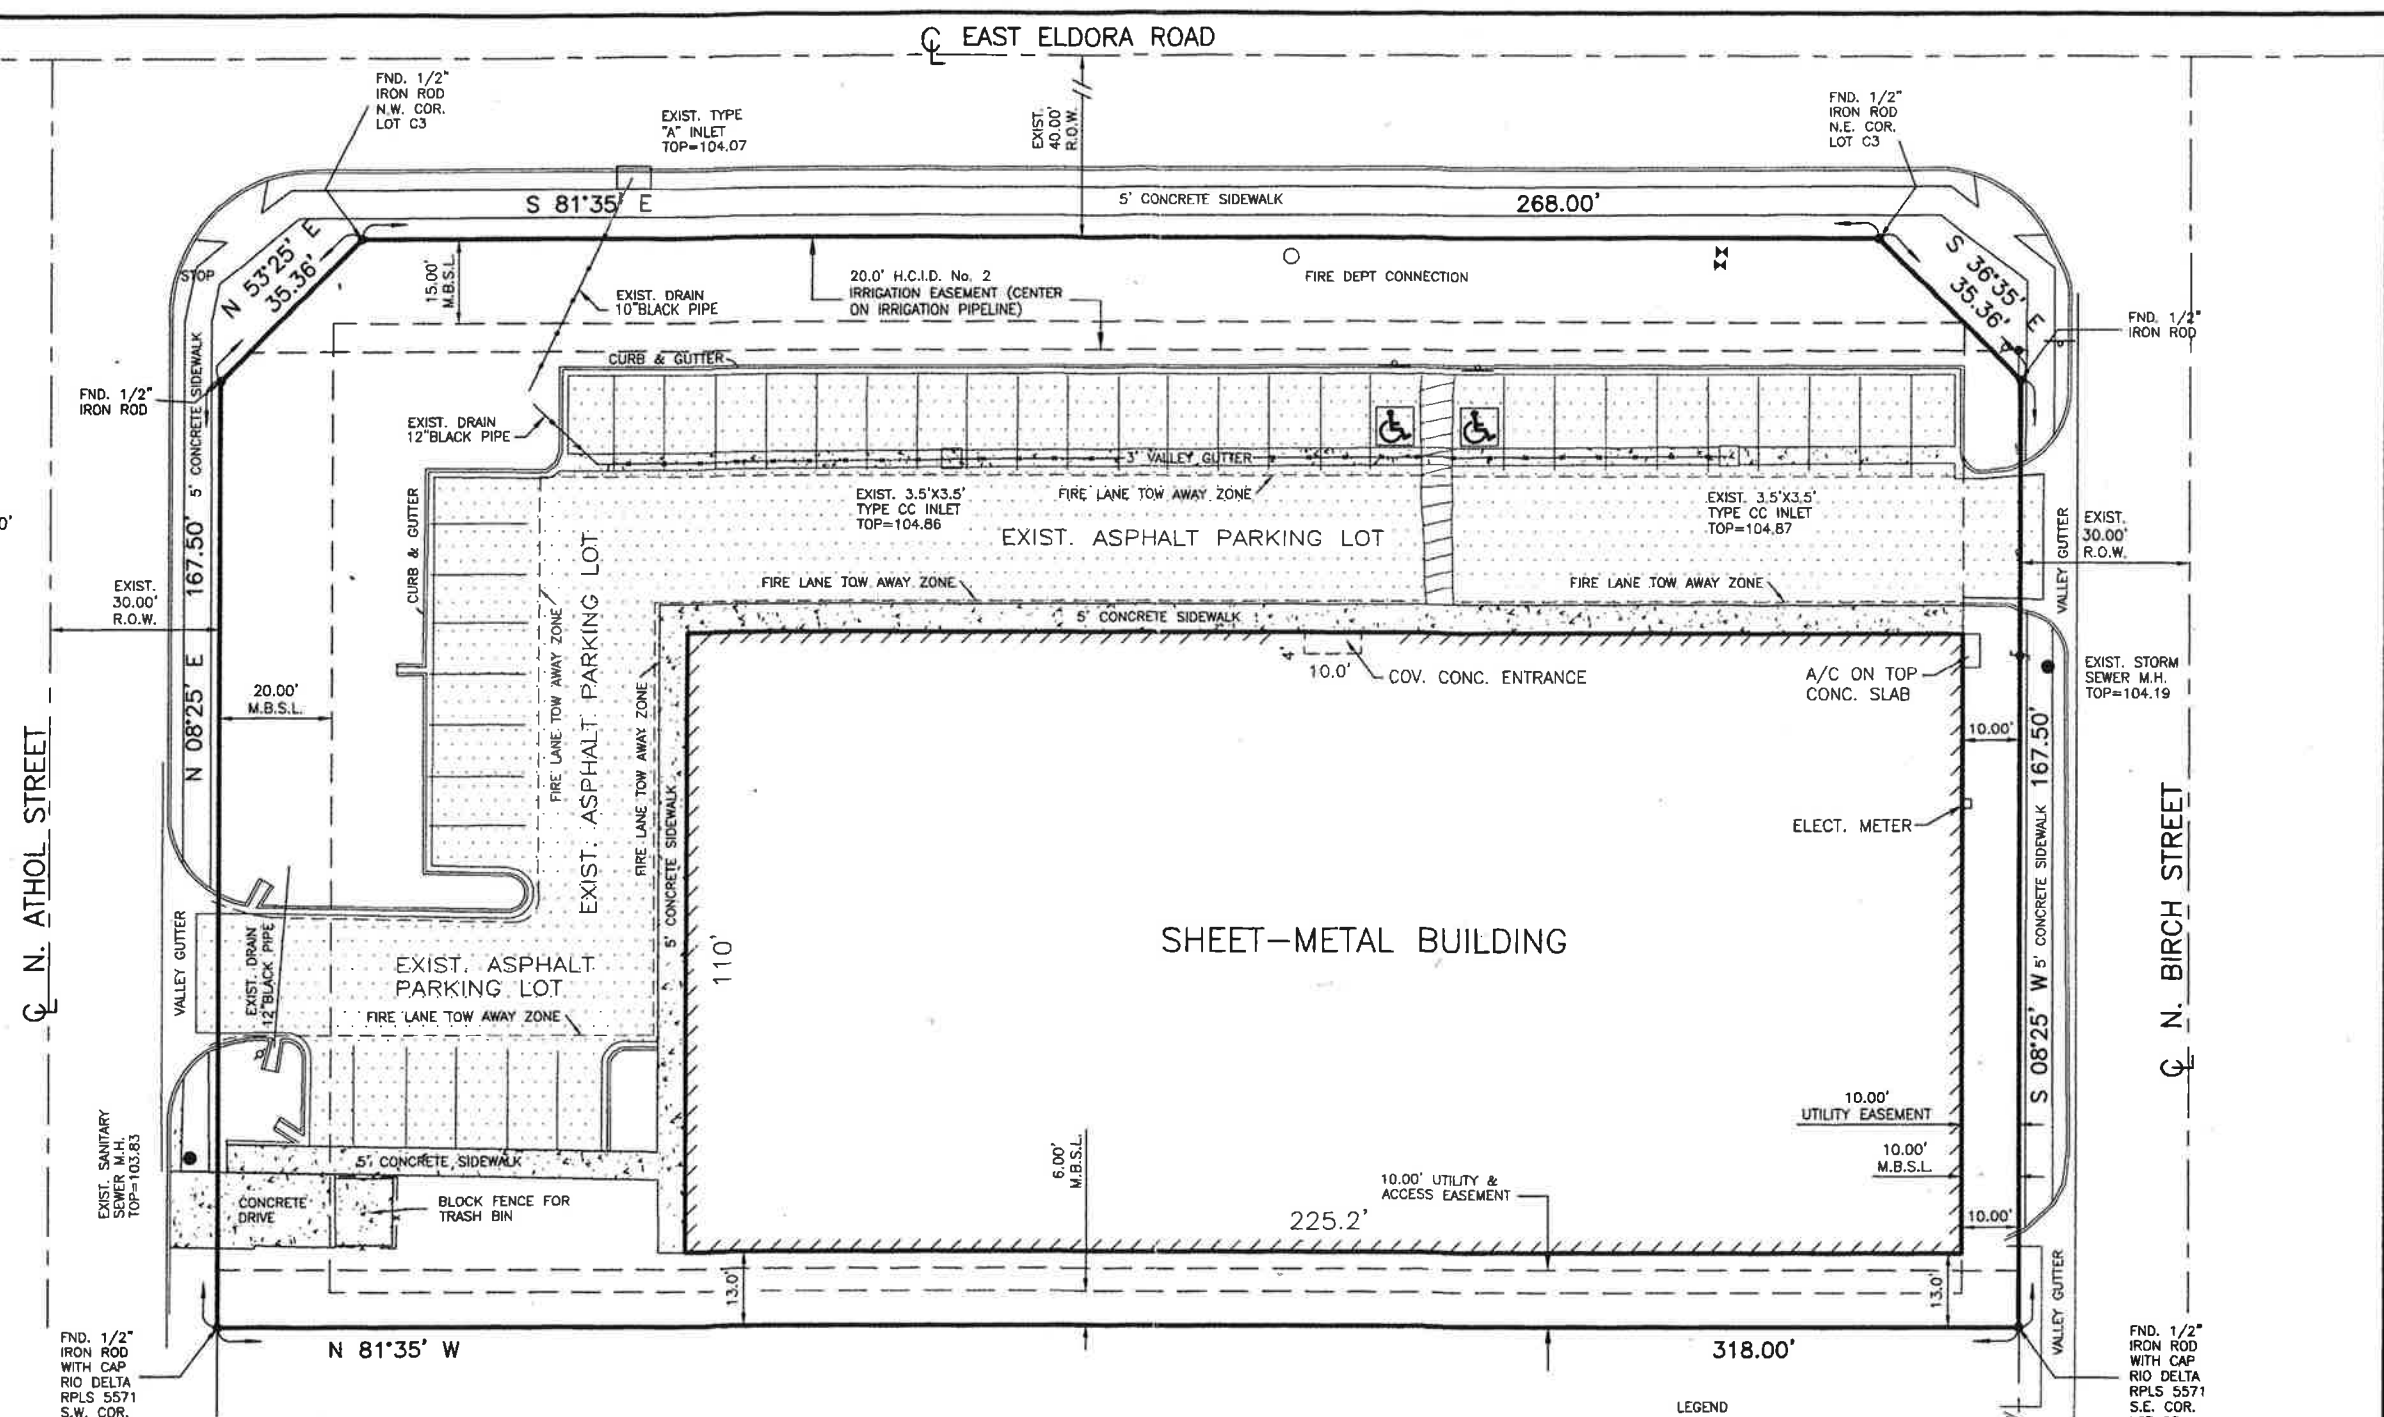 ℄ EAST ELDORA ROAD
FND. 1/2"
IRON ROD
N.W. COR.
LOT C3
EXIST. TYPE
"A" INLET
TOP=104.07
EXIST.
40.00'
R.O.W.
FND. 1/2"
IRON ROD
N.E. COR.
LOT C3
S 81°35' E
5' CONCRETE SIDEWALK
268.00'
STOP
N 53°25' E
35.36'
15.00'
M.B.S.L.
EXIST. DRAIN
10"BLACK PIPE
20.0' H.C.I.D. No. 2
IRRIGATION EASEMENT (CENTER
ON IRRIGATION PIPELINE)
FIRE DEPT CONNECTION
S 36°35' E
35.36'
FND. 1/2"
IRON ROD
CURB & GUTTER
FND. 1/2"
IRON ROD
5' CONCRETE SIDEWALK
EXIST. DRAIN
12"BLACK PIPE
3' VALLEY GUTTER
EXIST. 3.5'X3.5'
TYPE CC INLET
TOP=104.86
FIRE LANE TOW AWAY ZONE
EXIST. 3.5'X3.5'
TYPE CC INLET
TOP=104.87
0'
EXIST. ASPHALT PARKING LOT
EXIST.
30.00'
R.O.W.
VALLEY GUTTER
CURB & GUTTER
EXIST.
30.00'
R.O.W.
N 08°25' E 167.50'
FIRE LANE TOW AWAY ZONE
FIRE LANE TOW AWAY ZONE
5' CONCRETE SIDEWALK
4'
10.0'
COV. CONC. ENTRANCE
A/C ON TOP
CONC. SLAB
EXIST. STORM
SEWER M.H.
TOP=104.19
20.00'
M.B.S.L.
FIRE LANE TOW AWAY ZONE
EXIST. ASPHALT PARKING LOT
FIRE LANE TOW AWAY ZONE
5' CONCRETE SIDEWALK
10.00'
ELECT. METER
S 08°25' W 5' CONCRETE SIDEWALK 167.50'
℄ N. ATHOL STREET
℄ N. BIRCH STREET
SHEET-METAL BUILDING
110'
VALLEY GUTTER
EXIST. DRAIN
12"BLACK PIPE
EXIST. ASPHALT
PARKING LOT
FIRE LANE TOW AWAY ZONE
10.00'
UTILITY EASEMENT
10.00'
M.B.S.L.
EXIST. SANITARY
SEWER M.H.
TOP=103.83
5' CONCRETE SIDEWALK
CONCRETE
DRIVE
BLOCK FENCE FOR
TRASH BIN
6.00'
M.B.S.L.
10.00' UTILITY &
ACCESS EASEMENT
225.2'
10.00'
13.0'
13.0'
VALLEY GUTTER
N 81°35' W
318.00'
FND. 1/2"
IRON ROD
WITH CAP
RIO DELTA
RPLS 5571
S.W. COR.
FND. 1/2"
IRON ROD
WITH CAP
RIO DELTA
RPLS 5571
S.E. COR.
LEGEND